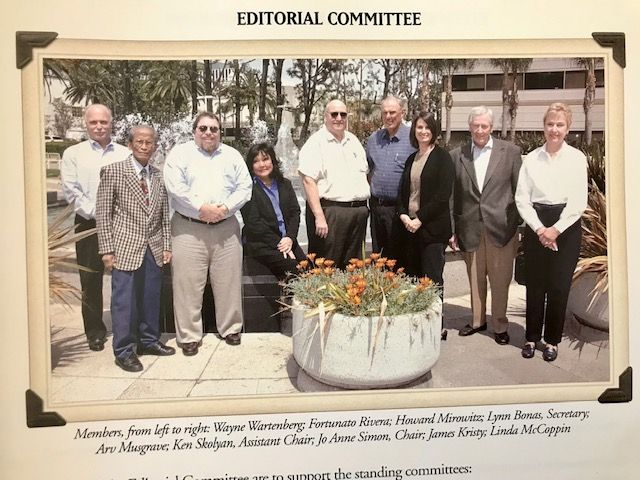 EDITORIAL COMMITTEE
Members, from left to right: Wayne Wartenberg; Fortunato Rivera; Howard Mirowitz; Lynn Bonas, Secretary;
Arv Musgrave; Ken Skolyan, Assistant Chair; Jo Anne Simon, Chair; James Kristy; Linda McCoppin
Editorial Committee are to support the standing committees: